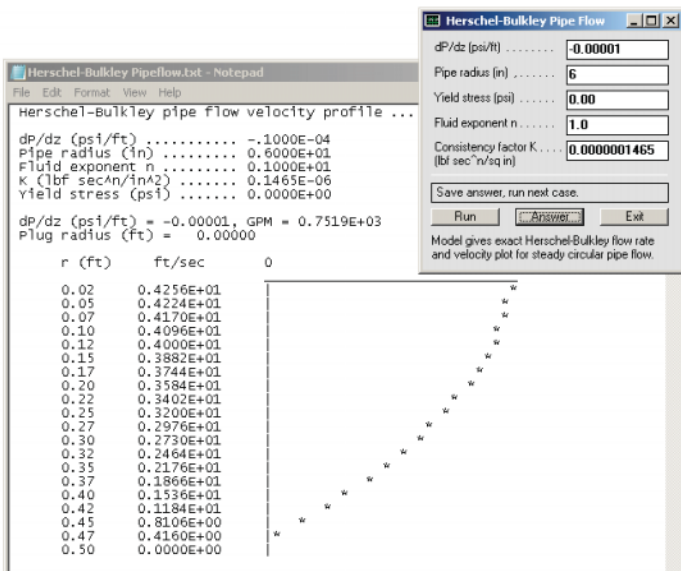 Herschel-Bulkley Pipe Flow
dP/dz (psi/ft) ........ -0.00001
Pipe radius (in) ....... 6
Yield stress (psi) ..... 0.00
Fluid exponent n ...... 1.0
Consistency factor K .... 0.0000001465
(lbf sec^n/sq in)
Save answer, run next case.
Run Answer Exit
Model gives exact Herschel-Bulkley flow rate
and velocity plot for steady circular pipe flow.
Herschel-Bulkley Pipeflow.txt - Notepad
File Edit Format View Help
Herschel-Bulkley pipe flow velocity profile ...
dP/dz (psi/ft) ........... -.1000E-04
Pipe radius (in) ......... 0.6000E+01
Fluid exponent n ......... 0.1000E+01
K (lbf sec^n/in^2) ....... 0.1465E-06
Yield stress (psi) ....... 0.0000E+00
dP/dz (psi/ft) = -0.00001, GPM = 0.7519E+03
Plug radius (ft) = 0.00000
r (ft) ft/sec 0
0.02 0.4256E+01 | *
0.05 0.4224E+01 | *
0.07 0.4170E+01 | *
0.10 0.4096E+01 | *
0.12 0.4000E+01 | *
0.15 0.3882E+01 | *
0.17 0.3744E+01 | *
0.20 0.3584E+01 | *
0.22 0.3402E+01 | *
0.25 0.3200E+01 | *
0.27 0.2976E+01 | *
0.30 0.2730E+01 | *
0.32 0.2464E+01 | *
0.35 0.2176E+01 | *
0.37 0.1866E+01 | *
0.40 0.1536E+01 | *
0.42 0.1184E+01 | *
0.45 0.8106E+00 | *
0.47 0.4160E+00 |*
0.50 0.0000E+00 |